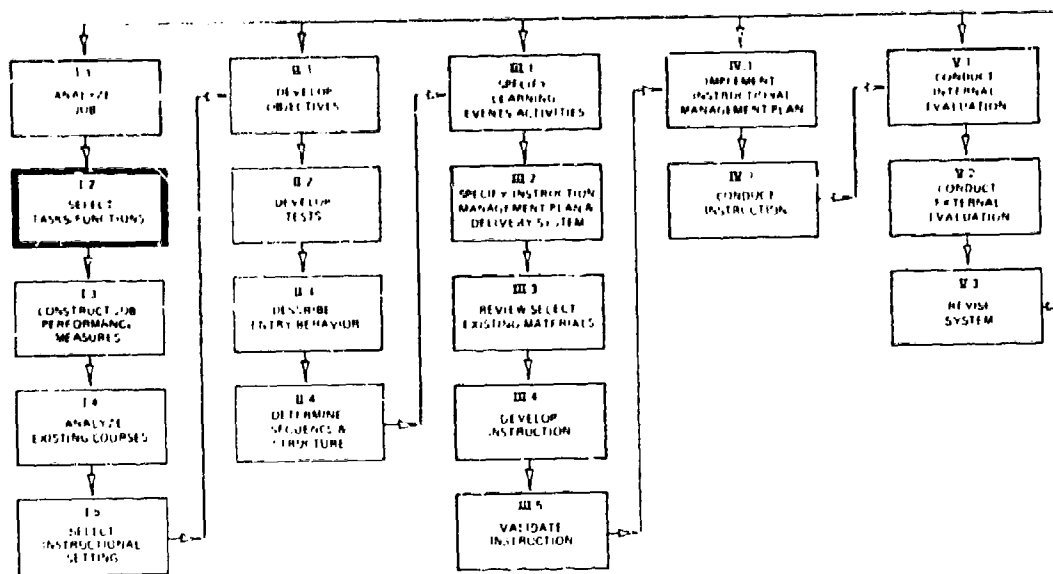 I.1
ANALYZE
JOB
I.2
SELECT
TASKS/FUNCTIONS
I.3
CONSTRUCT JOB
PERFORMANCE
MEASURES
I.4
ANALYZE
EXISTING COURSES
I.5
SELECT
INSTRUCTIONAL
SETTING
II.1
DEVELOP
OBJECTIVES
II.2
DEVELOP
TESTS
II.3
DESCRIBE
ENTRY BEHAVIOR
II.4
DETERMINE
SEQUENCE &
STRUCTURE
III.1
SPECIFY
LEARNING
EVENTS ACTIVITIES
III.2
SPECIFY INSTRUCTION
MANAGEMENT PLAN &
DELIVERY SYSTEM
III.3
REVIEW SELECT
EXISTING MATERIALS
III.4
DEVELOP
INSTRUCTION
III.5
VALIDATE
INSTRUCTION
IV.1
IMPLEMENT
INSTRUCTIONAL
MANAGEMENT PLAN
IV.2
CONDUCT
INSTRUCTION
V.1
CONDUCT
INTERNAL
EVALUATION
V.2
CONDUCT
EXTERNAL
EVALUATION
V.3
REVISE
SYSTEM